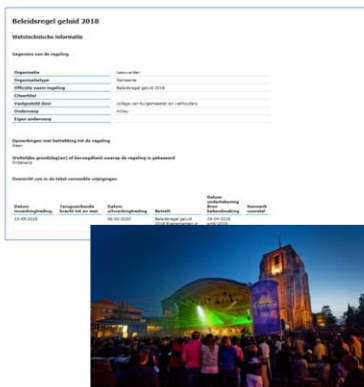 Beleidsregel geluid 2018
Wetstechnische informatie
Gegevens van de regeling
Organisatie Leeuwarden
Organisatietype Gemeente
Officiële naam regeling Beleidsregel geluid 2018
Citeertitel
Vastgesteld door college van burgemeester en wethouders
Onderwerp milieu
Eigen onderwerp
Opmerkingen met betrekking tot de regeling
Geen
Wettelijke grondslag(en) of bevoegdheid waarop de regeling is gebaseerd
Onbekend
Overzicht van in de tekst verwerkte wijzigingen
Datum inwerkingtreding Terugwerkende kracht tot en met Datum uitwerkingtreding Betreft Datum ondertekening Bron bekendmaking Kenmerk voorstel
Beleidsregel geluid